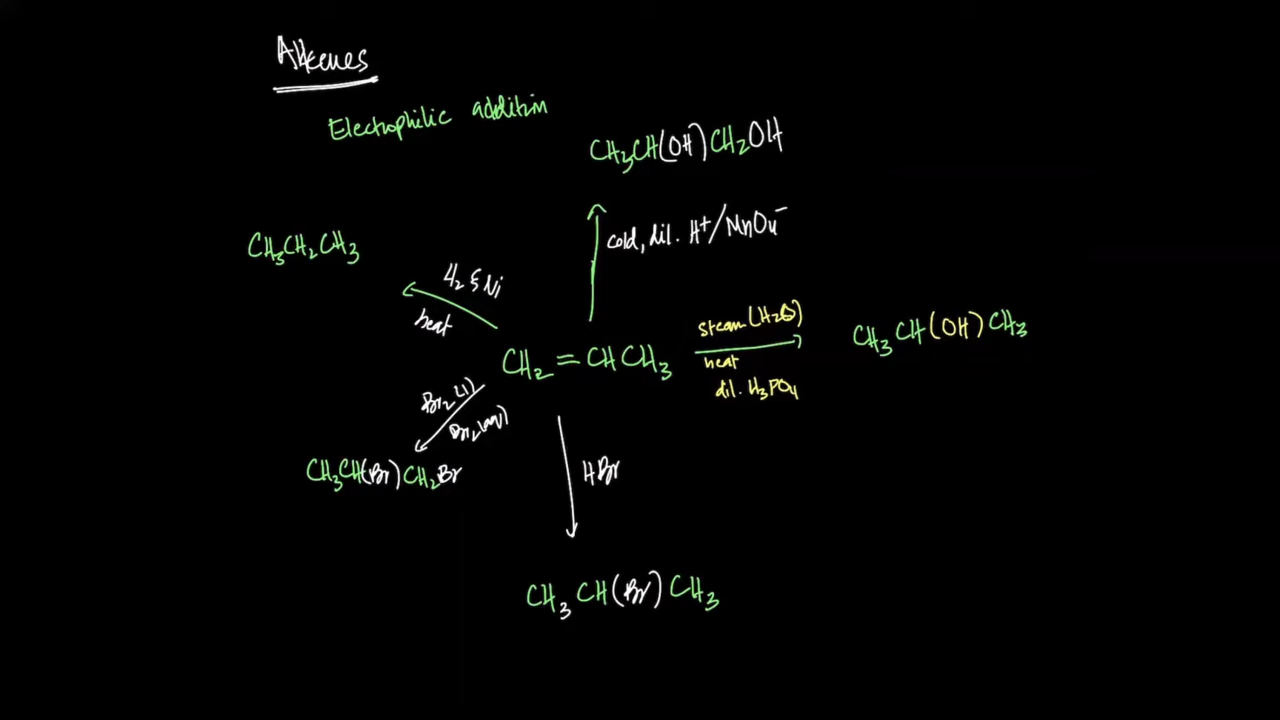 Alkenes
Electrophilic addition
CH₃CH(OH)CH₂OH
cold, dil. H⁺/MnO₄⁻
CH₃CH₂CH₃
H₂ & Ni
heat
steam (H₂O)
CH₃CH(OH)CH₃
CH₂=CHCH₃
heat
dil. H₃PO₄
Br₂(l)
Br₂(aq)
CH₃CH(Br)CH₂Br
HBr
CH₃CH(Br)CH₃